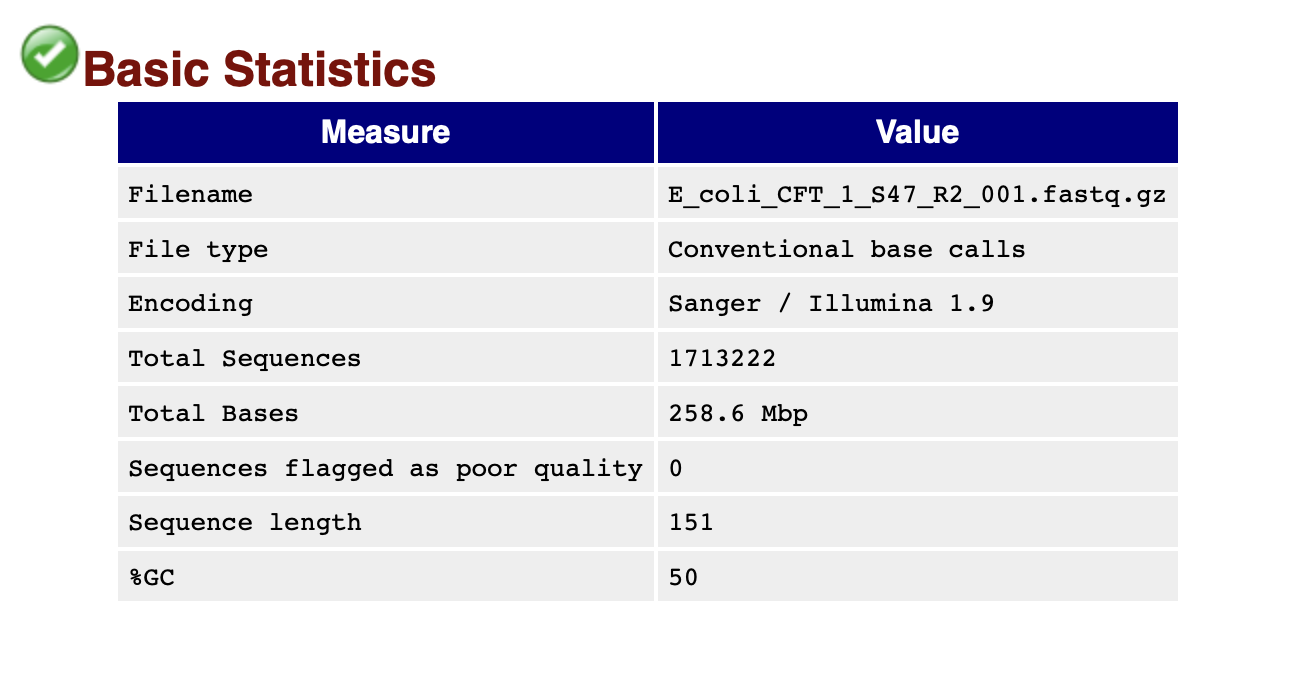 Basic Statistics
Measure Value
Filename E_coli_CFT_1_S47_R2_001.fastq.gz
File type Conventional base calls
Encoding Sanger / Illumina 1.9
Total Sequences 1713222
Total Bases 258.6 Mbp
Sequences flagged as poor quality 0
Sequence length 151
%GC 50